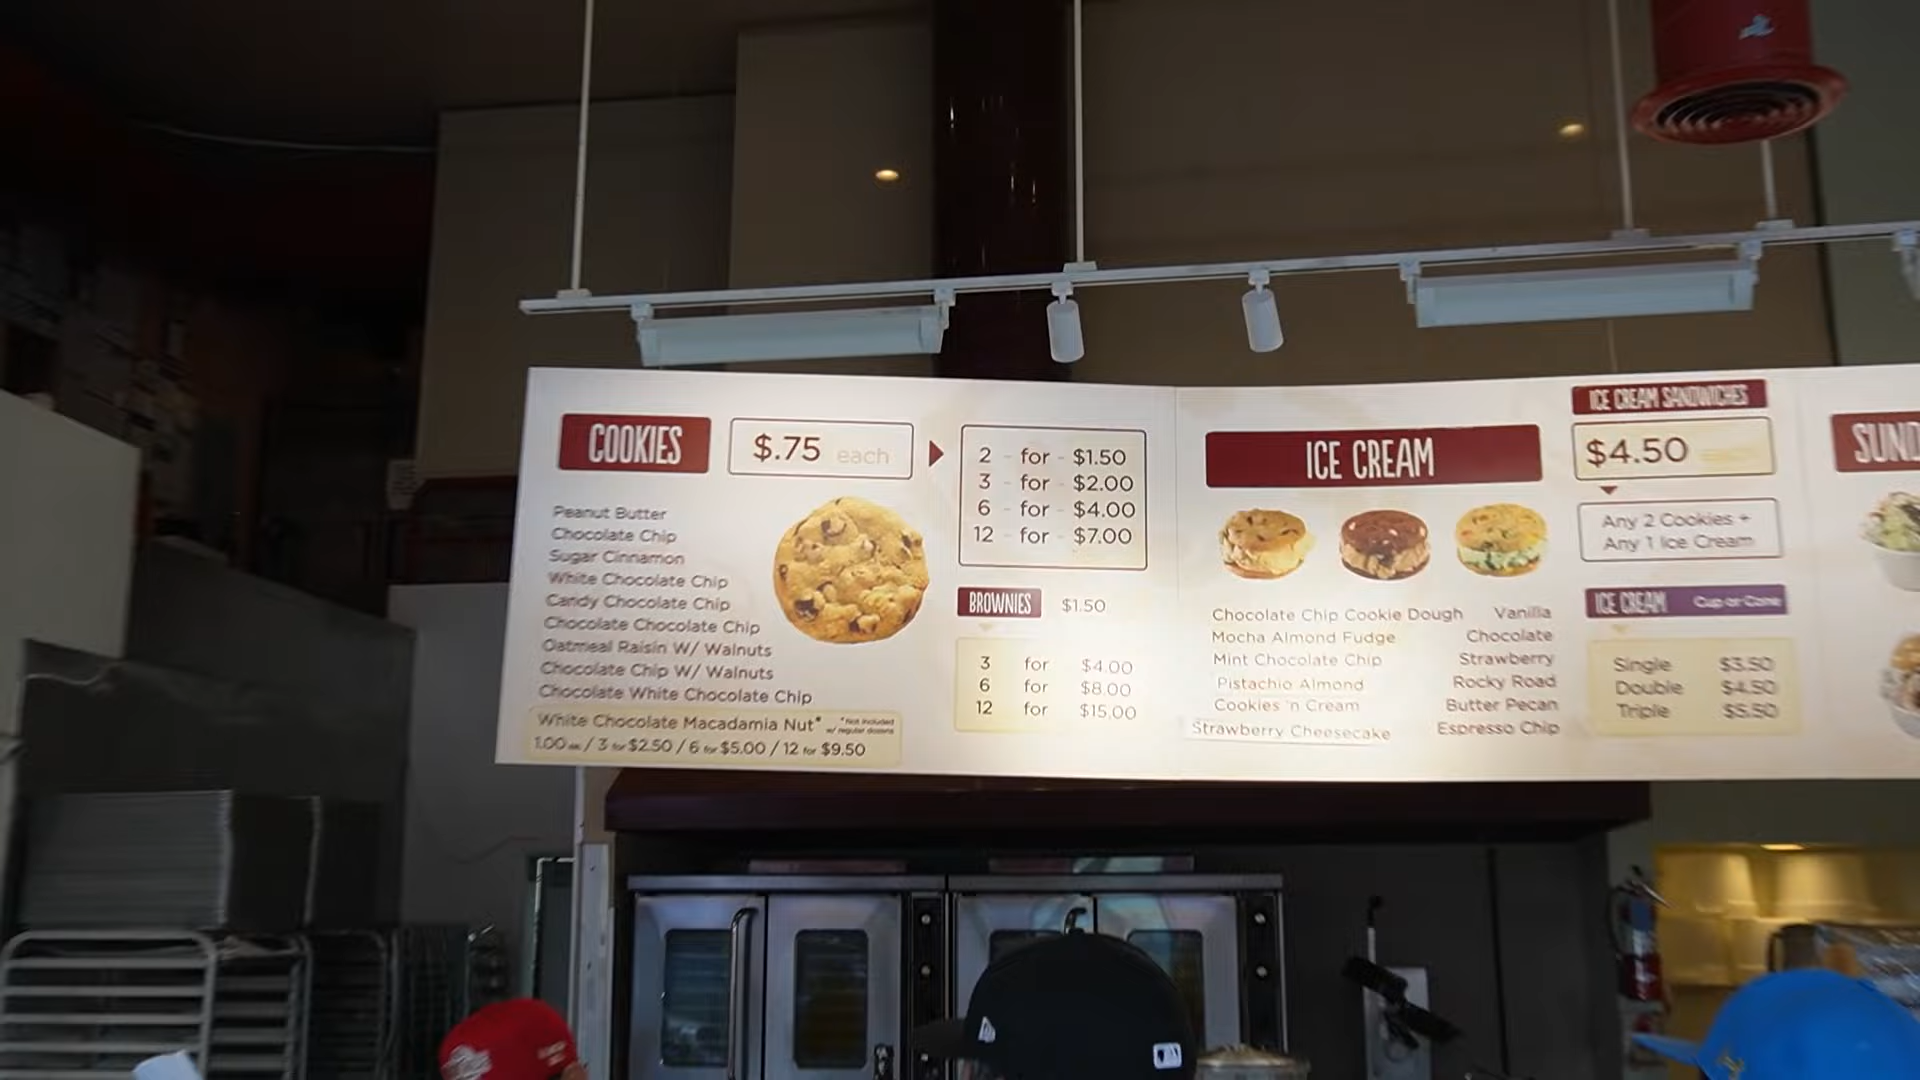 COOKIES
$.75 each
2 - for - $1.50
3 - for - $2.00
6 - for - $4.00
12 - for - $7.00
Peanut Butter
Chocolate Chip
Sugar Cinnamon
White Chocolate Chip
Candy Chocolate Chip
Chocolate Chocolate Chip
Oatmeal Raisin W/ Walnuts
Chocolate Chip W/ Walnuts
Chocolate White Chocolate Chip
White Chocolate Macadamia Nut*
*Not included
w/ regular dozens
1.00 ea / 3 for $2.50 / 6 for $5.00 / 12 for $9.50
BROWNIES $1.50
3 for $4.00
6 for $8.00
12 for $15.00
ICE CREAM
Chocolate Chip Cookie Dough
Mocha Almond Fudge
Mint Chocolate Chip
Pistachio Almond
Cookies 'n Cream
Strawberry Cheesecake
Vanilla
Chocolate
Strawberry
Rocky Road
Butter Pecan
Espresso Chip
ICE CREAM SANDWICHES
$4.50 each
Any 2 Cookies +
Any 1 Ice Cream
ICE CREAM Cup or Cone
Single $3.50
Double $4.50
Triple $5.50
SUND